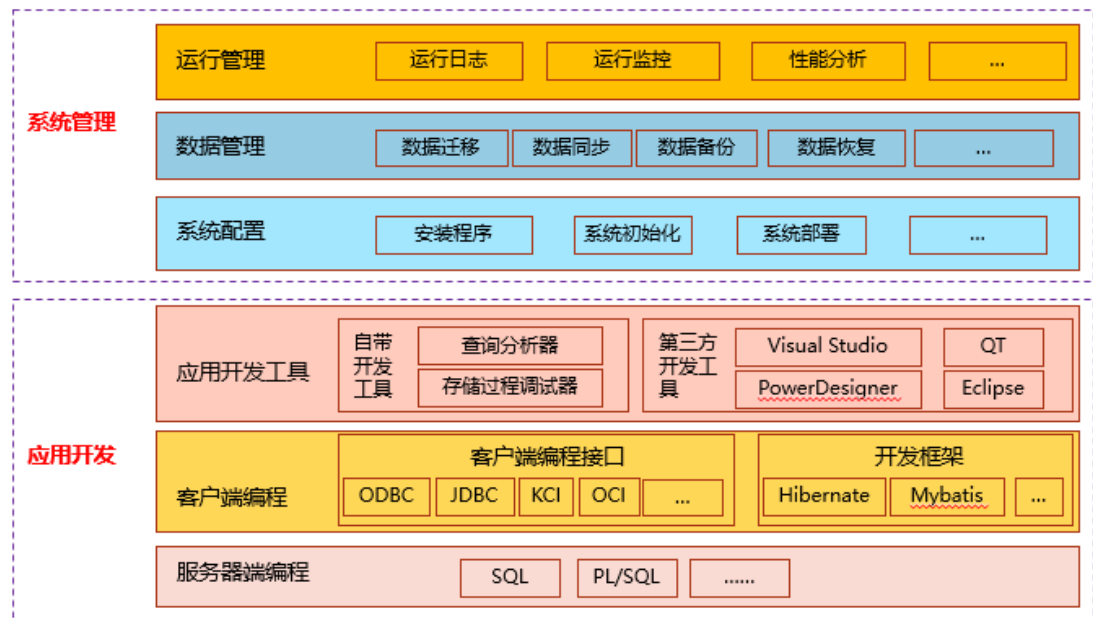 系统管理
运行管理
运行日志
运行监控
性能分析
...
数据管理
数据迁移
数据同步
数据备份
数据恢复
...
系统配置
安装程序
系统初始化
系统部署
...
应用开发
应用开发工具
自带
开发
工具
查询分析器
存储过程调试器
第三方
开发工
具
Visual Studio
QT
PowerDesigner
Eclipse
客户端编程
客户端编程接口
ODBC
JDBC
KCI
OCI
...
开发框架
Hibernate
Mybatis
...
服务器端编程
SQL
PL/SQL
......